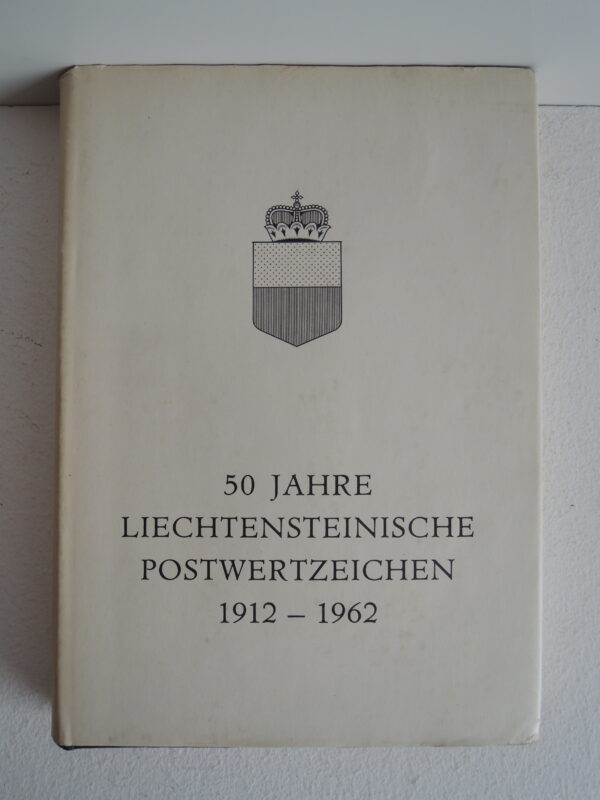 50 JAHRE
LIECHTENSTEINISCHE
POSTWERTZEICHEN
1912 – 1962